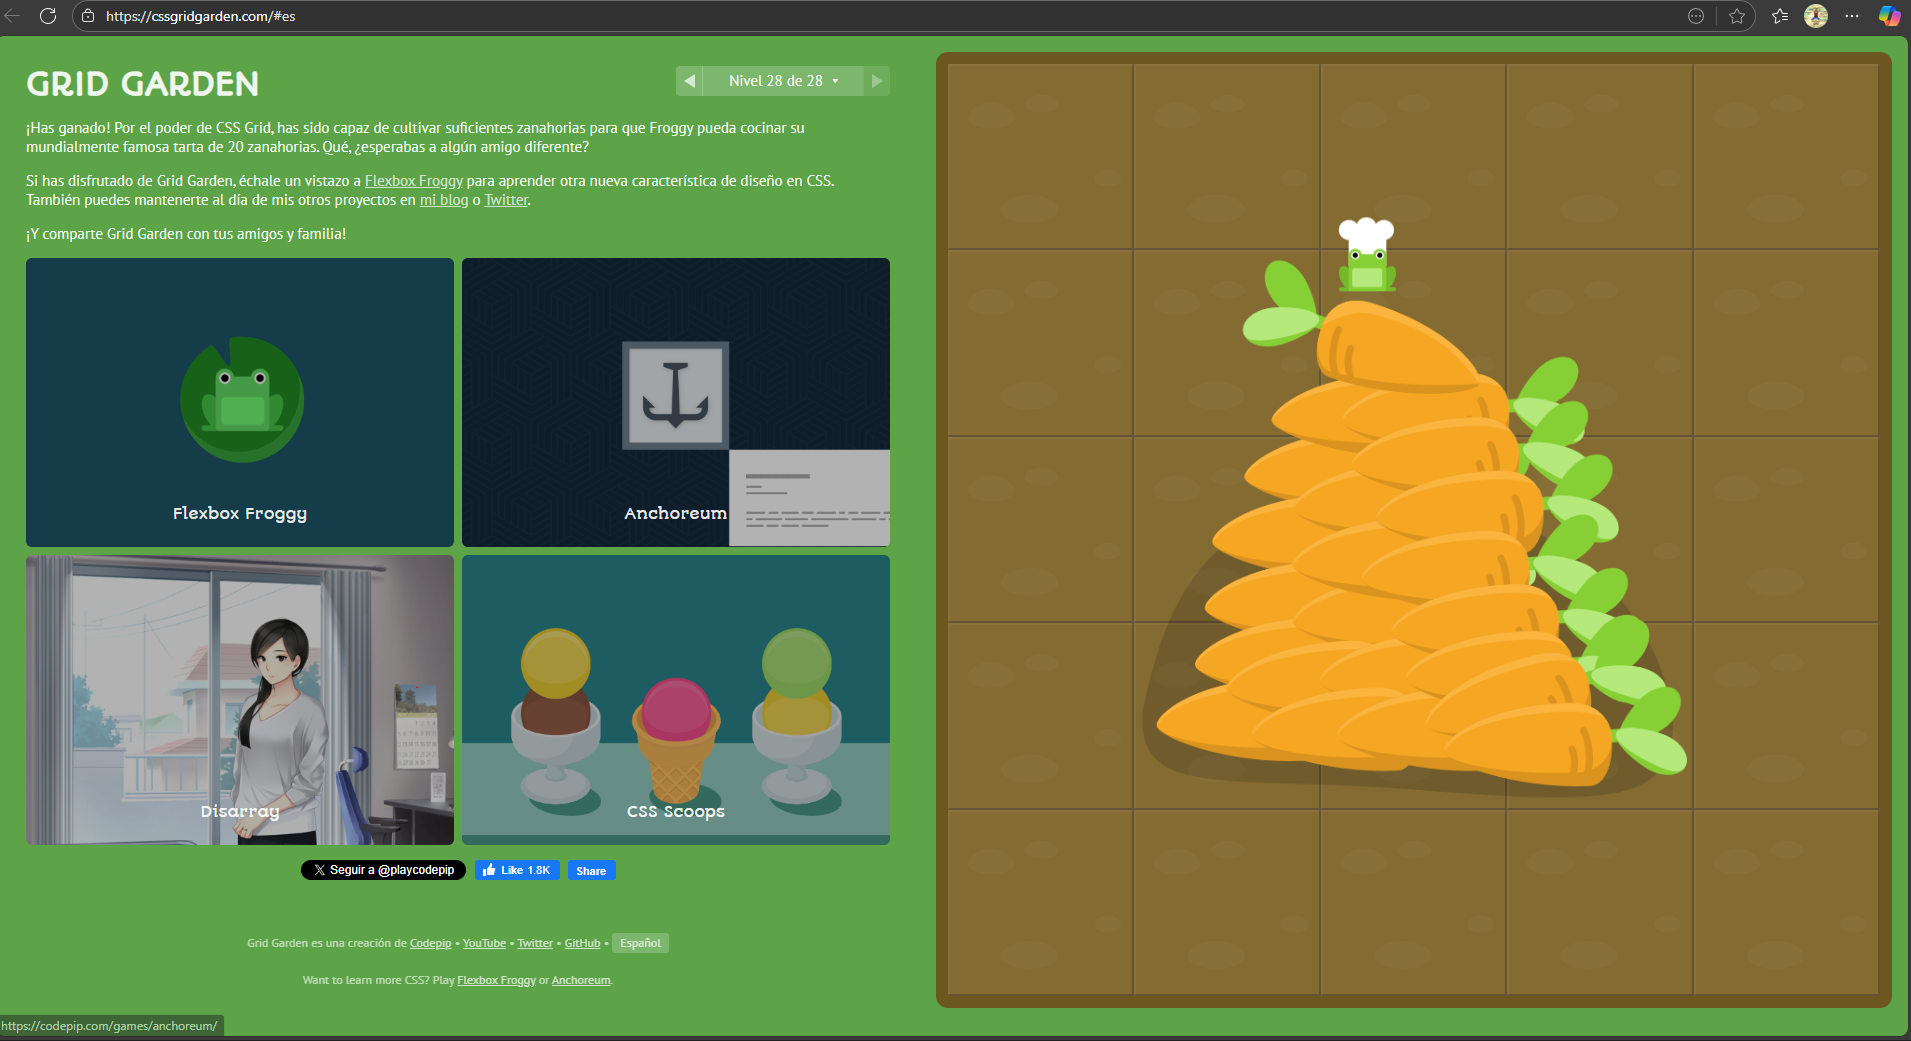 https://cssgridgarden.com/#es
GRID GARDEN
Nivel 28 de 28
¡Has ganado! Por el poder de CSS Grid, has sido capaz de cultivar suficientes zanahorias para que Froggy pueda cocinar su
mundialmente famosa tarta de 20 zanahorias. Qué, ¿esperabas a algún amigo diferente?
Si has disfrutado de Grid Garden, échale un vistazo a Flexbox Froggy para aprender otra nueva característica de diseño en CSS.
También puedes mantenerte al día de mis otros proyectos en mi blog o Twitter.
¡Y comparte Grid Garden con tus amigos y familia!
Flexbox Froggy
Anchoreum
Disarray
CSS Scoops
Seguir a @playcodepip
Like 1.8K
Share
Grid Garden es una creación de Codepip • YouTube • Twitter • GitHub • Español
Want to learn more CSS? Play Flexbox Froggy or Anchoreum.
https://codepip.com/games/anchoreum/